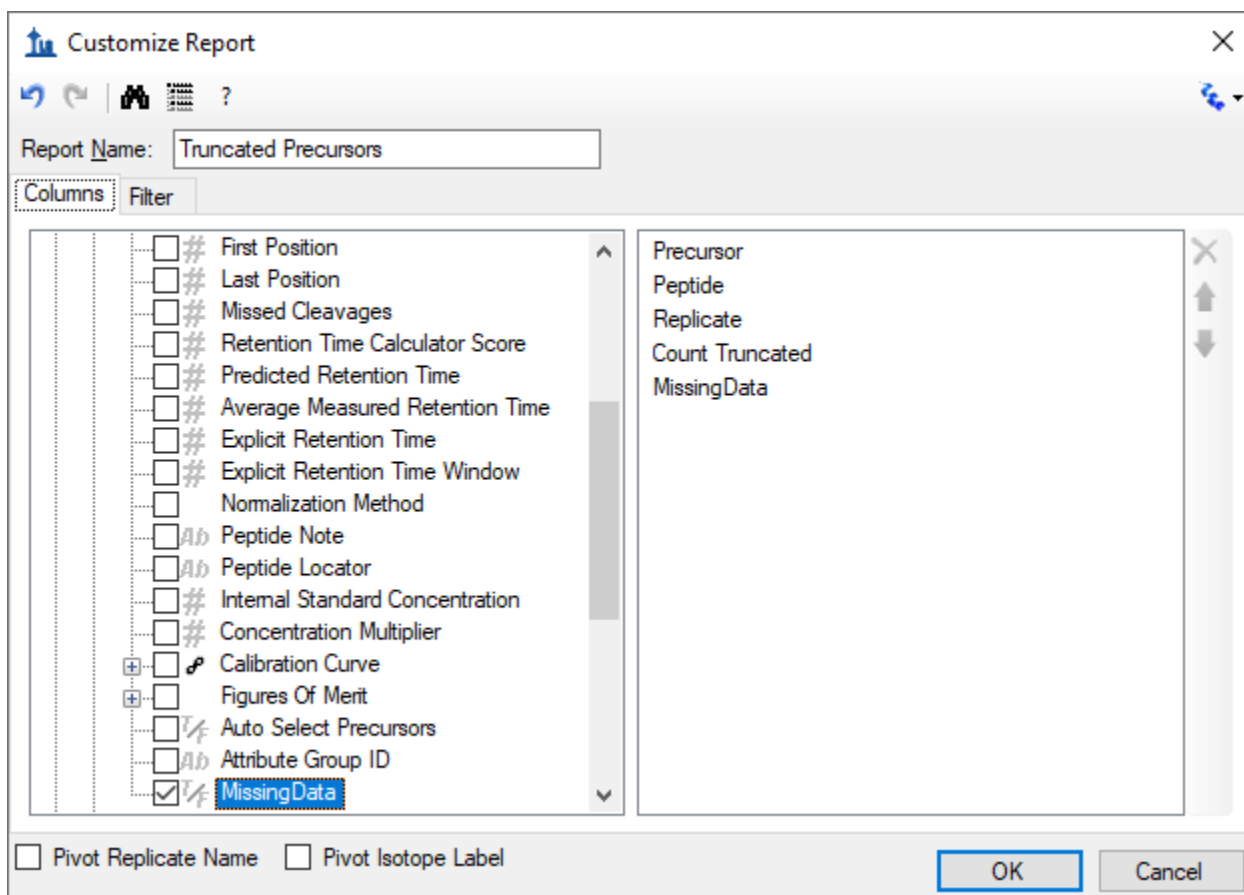 Customize Report
?
Report Name: Truncated Precursors
Columns Filter
# First Position
# Last Position
# Missed Cleavages
# Retention Time Calculator Score
# Predicted Retention Time
# Average Measured Retention Time
# Explicit Retention Time
# Explicit Retention Time Window
Normalization Method
Ab Peptide Note
Ab Peptide Locator
# Internal Standard Concentration
# Concentration Multiplier
Calibration Curve
Figures Of Merit
T/F Auto Select Precursors
Ab Attribute Group ID
T/F MissingData
Precursor
Peptide
Replicate
Count Truncated
MissingData
Pivot Replicate Name Pivot Isotope Label
OK Cancel